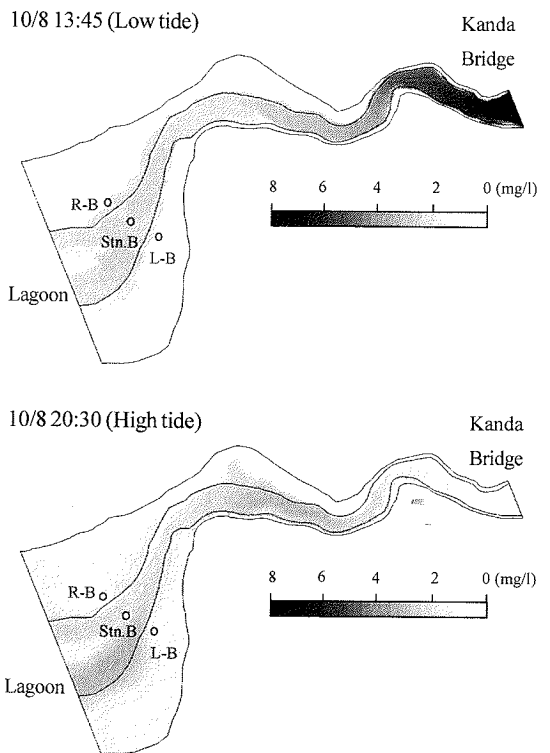 10/8 13:45 (Low tide)
Kanda
Bridge
8 6 4 2 0 (mg/l)
R-B
Stn.B
L-B
Lagoon
10/8 20:30 (High tide)
Kanda
Bridge
8 6 4 2 0 (mg/l)
R-B
Stn.B
L-B
Lagoon